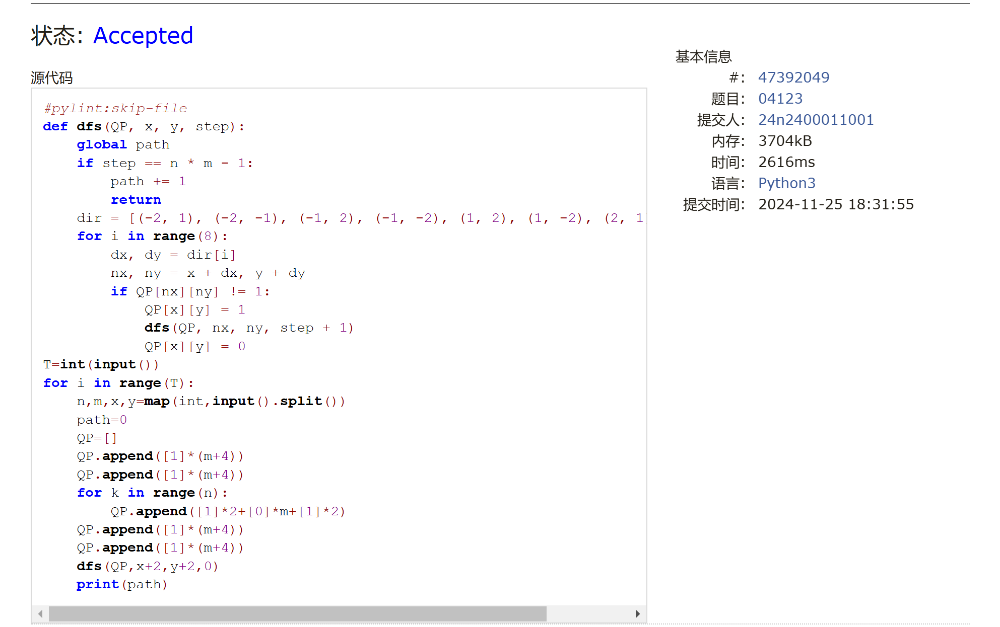 状态: Accepted
源代码
#pylint:skip-file
def dfs(QP, x, y, step):
    global path
    if step == n * m - 1:
        path += 1
        return
    dir = [(-2, 1), (-2, -1), (-1, 2), (-1, -2), (1, 2), (1, -2), (2, 1
    for i in range(8):
        dx, dy = dir[i]
        nx, ny = x + dx, y + dy
        if QP[nx][ny] != 1:
            QP[x][y] = 1
            dfs(QP, nx, ny, step + 1)
            QP[x][y] = 0
T=int(input())
for i in range(T):
    n,m,x,y=map(int,input().split())
    path=0
    QP=[]
    QP.append([1]*(m+4))
    QP.append([1]*(m+4))
    for k in range(n):
        QP.append([1]*2+[0]*m+[1]*2)
    QP.append([1]*(m+4))
    QP.append([1]*(m+4))
    dfs(QP,x+2,y+2,0)
    print(path)
基本信息
#: 47392049
题目: 04123
提交人: 24n2400011001
内存: 3704kB
时间: 2616ms
语言: Python3
提交时间: 2024-11-25 18:31:55